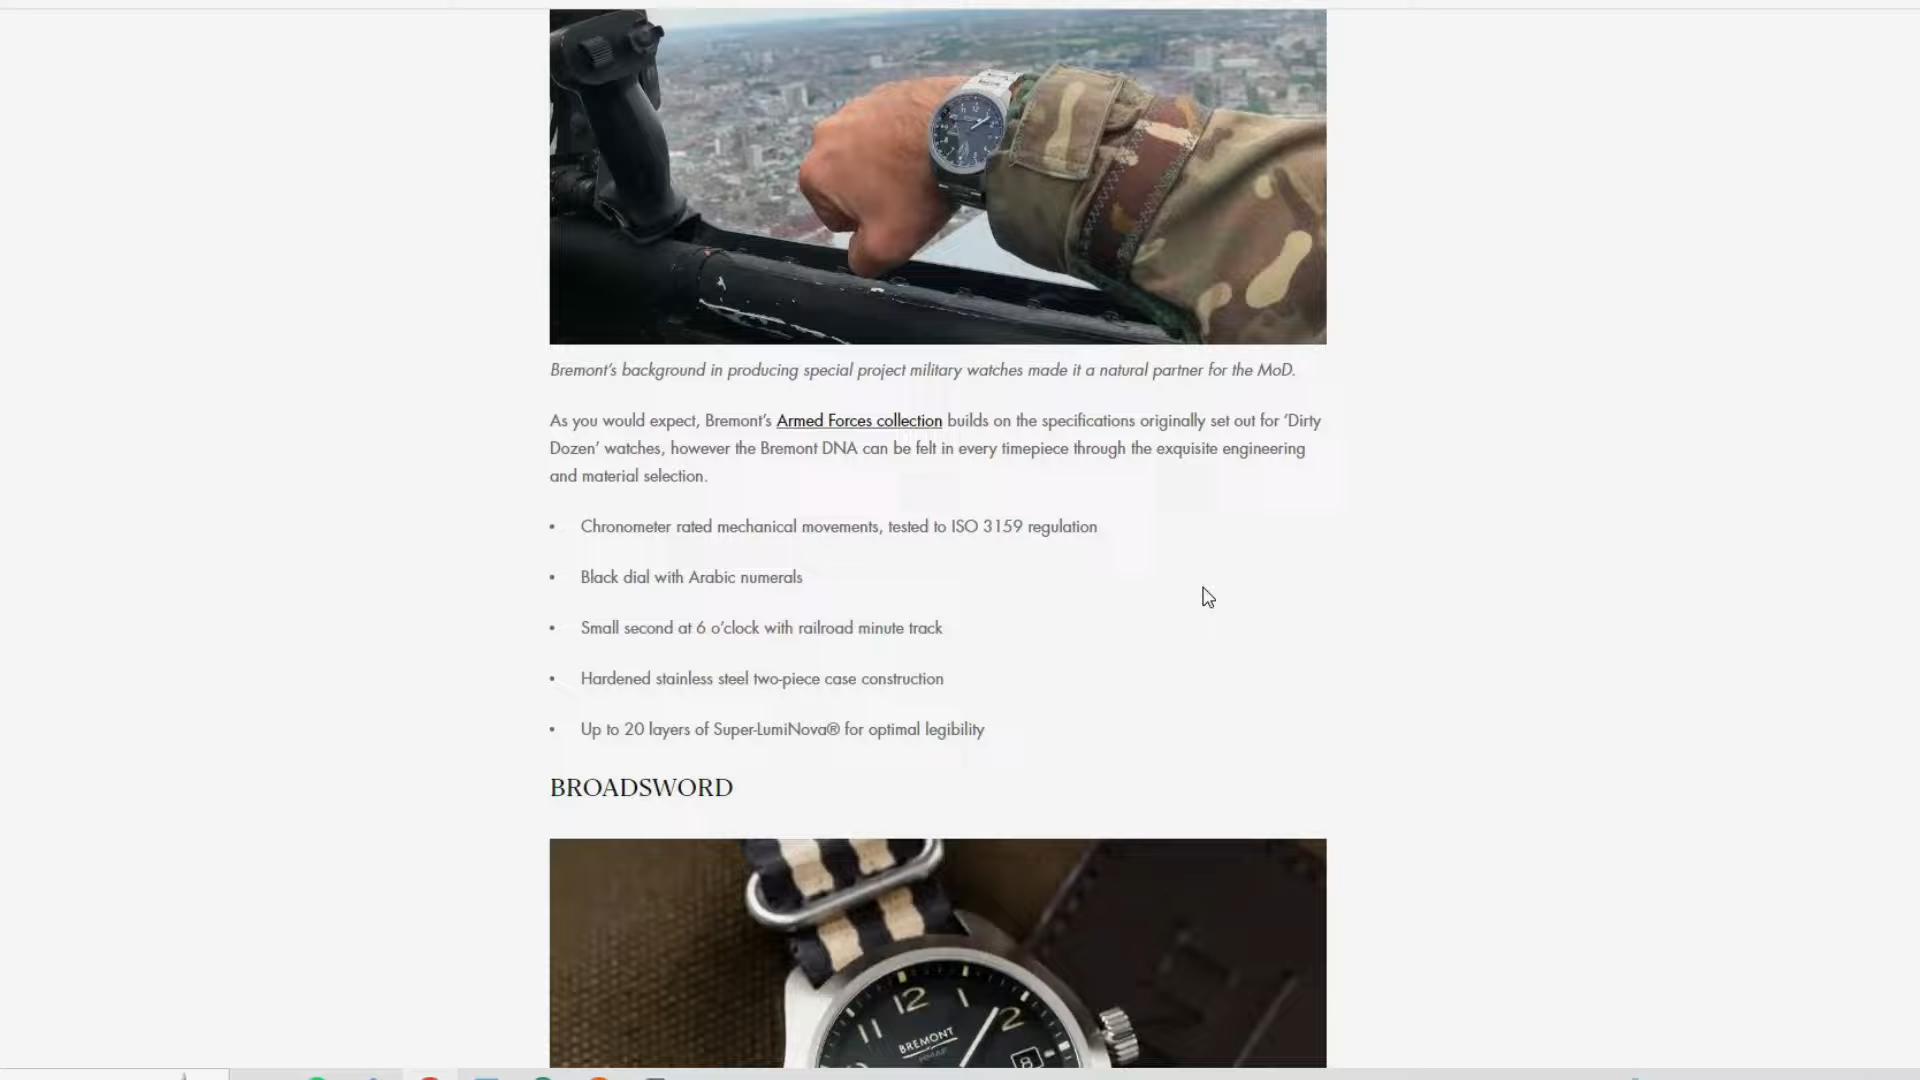 Bremont's background in producing special project military watches made it a natural partner for the MoD.
As you would expect, Bremont's Armed Forces collection builds on the specifications originally set out for 'Dirty
Dozen' watches, however the Bremont DNA can be felt in every timepiece through the exquisite engineering
and material selection.
• Chronometer rated mechanical movements, tested to ISO 3159 regulation
• Black dial with Arabic numerals
• Small second at 6 o'clock with railroad minute track
• Hardened stainless steel two-piece case construction
• Up to 20 layers of Super-LumiNova® for optimal legibility
BROADSWORD
12
11
2
BREMONT
8